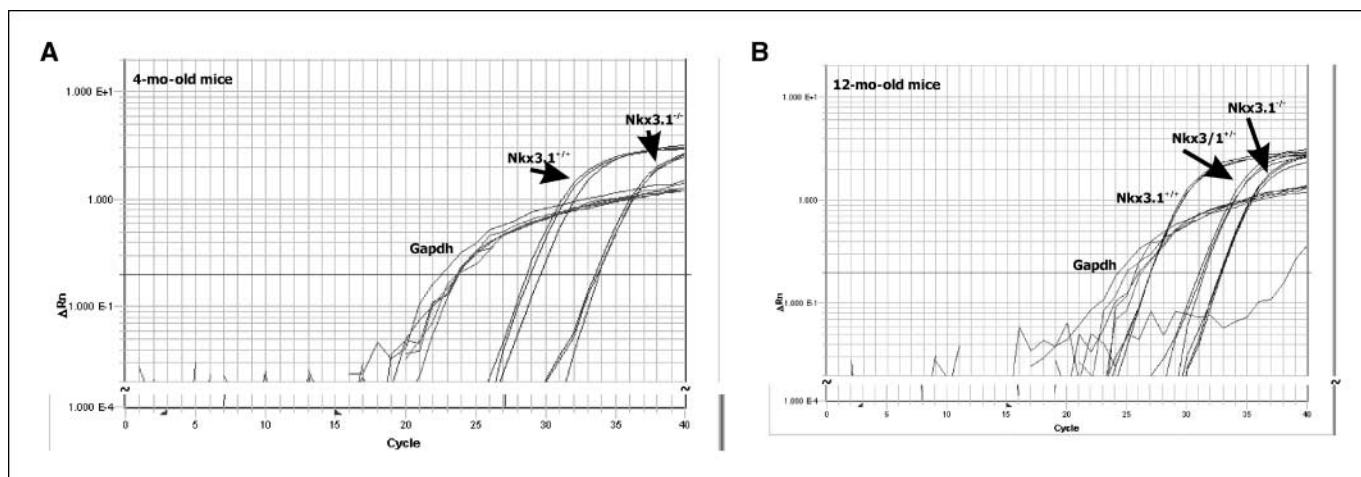 A
4-mo-old mice
1.000 E+1
Nkx3.1-/-
Nkx3.1+/+
1.000
Gapdh
1.000 E-1
ΔRn
~
~
1.000 E-4
0 5 10 15 20 25 30 35 40
Cycle
B
12-mo-old mice
1.000 E+1
Nkx3.1-/-
Nkx3/1+/-
Nkx3.1+/+
1.000
Gapdh
1.000 E-1
ΔRn
~
~
1.000 E-4
0 5 10 15 20 25 30 35 40
Cycle